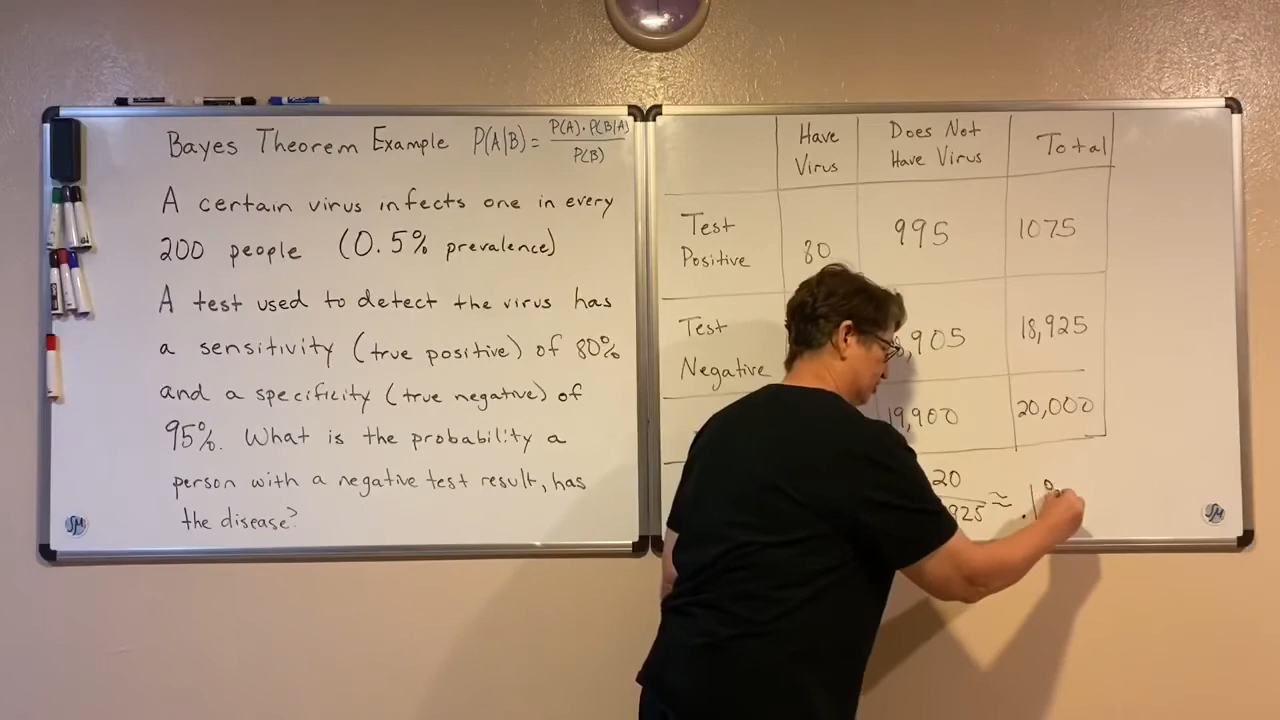 Bayes Theorem Example P(A|B) = P(A)·P(B|A) / P(B)
A certain virus infects one in every
200 people (0.5% prevalence)
A test used to detect the virus has
a sensitivity (true positive) of 80%
and a specificity (true negative) of
95%. What is the probability a
person with a negative test result, has
the disease?
SM
Have Virus Does Not Have Virus Total
Test Positive 80 995 1075
Test Negative ,905 18,925
19,900 20,000
20 / 925 ≈ .1%
SM